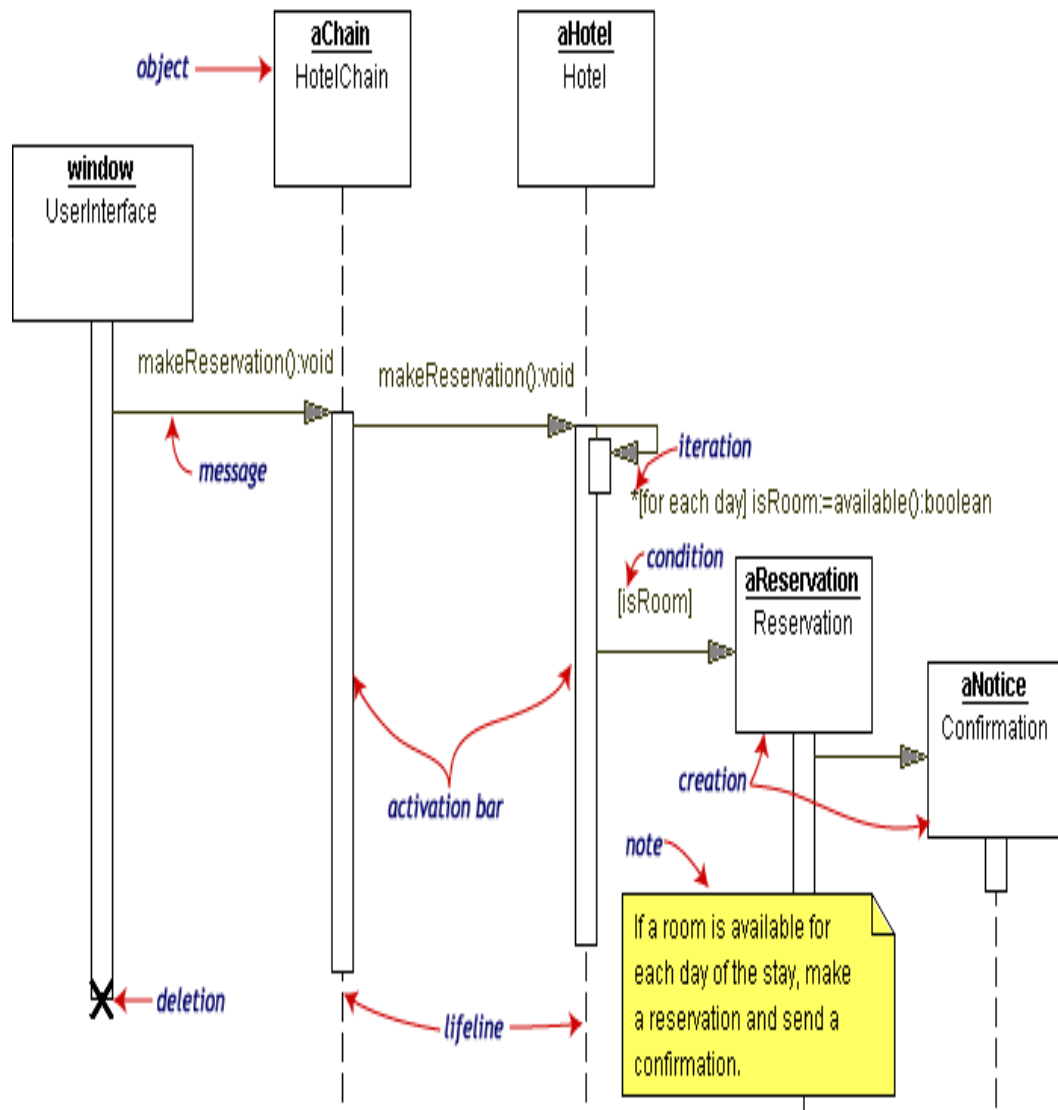 aChain
HotelChain
aHotel
Hotel
object
window
UserInterface
makeReservation():void
makeReservation():void
message
iteration
*[for each day] isRoom:=available():boolean
condition
[isRoom]
aReservation
Reservation
aNotice
Confirmation
activation bar
creation
note
If a room is available for
each day of the stay, make
a reservation and send a
confirmation.
deletion
lifeline